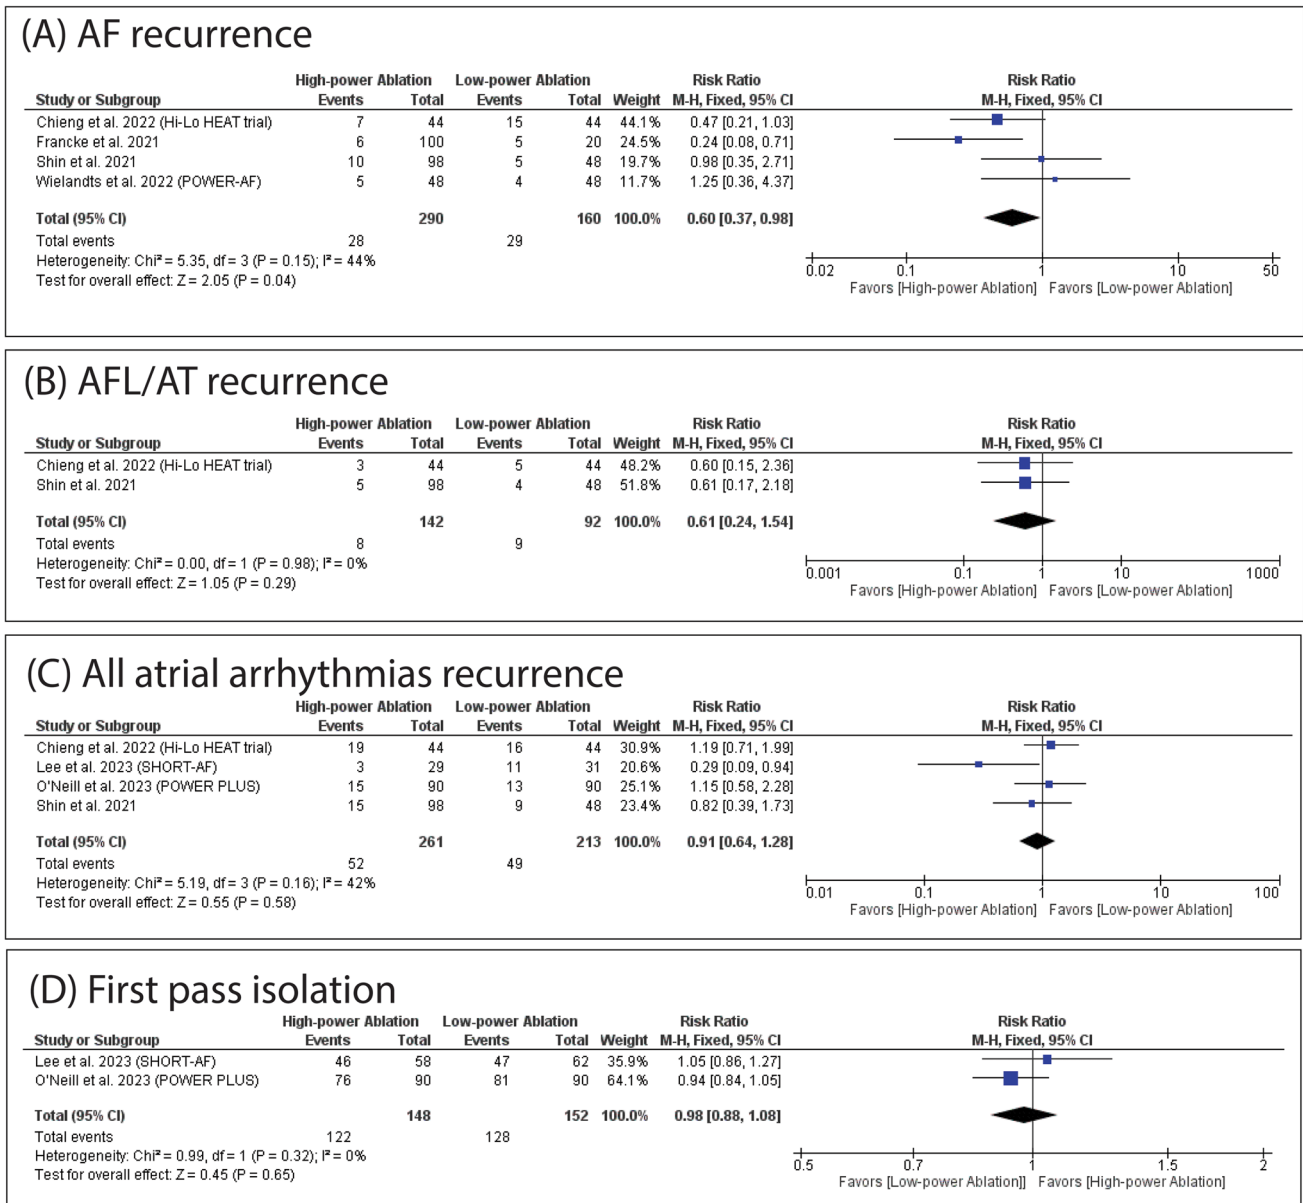 (A) AF recurrence
High-power Ablation Low-power Ablation Risk Ratio Risk Ratio
Study or Subgroup Events Total Events Total Weight M-H, Fixed, 95% CI M-H, Fixed, 95% CI
Chieng et al. 2022 (Hi-Lo HEAT trial) 7 44 15 44 44.1% 0.47 [0.21, 1.03]
Francke et al. 2021 6 100 5 20 24.5% 0.24 [0.08, 0.71]
Shin et al. 2021 10 98 5 48 19.7% 0.98 [0.35, 2.71]
Wielandts et al. 2022 (POWER-AF) 5 48 4 48 11.7% 1.25 [0.36, 4.37]
Total (95% CI) 290 160 100.0% 0.60 [0.37, 0.98]
Total events 28 29
Heterogeneity: Chi² = 5.35, df = 3 (P = 0.15); I² = 44%
Test for overall effect: Z = 2.05 (P = 0.04)
0.02 0.1 1 10 50
Favors [High-power Ablation] Favors [Low-power Ablation]
(B) AFL/AT recurrence
High-power Ablation Low-power Ablation Risk Ratio Risk Ratio
Study or Subgroup Events Total Events Total Weight M-H, Fixed, 95% CI M-H, Fixed, 95% CI
Chieng et al. 2022 (Hi-Lo HEAT trial) 3 44 5 44 48.2% 0.60 [0.15, 2.36]
Shin et al. 2021 5 98 4 48 51.8% 0.61 [0.17, 2.18]
Total (95% CI) 142 92 100.0% 0.61 [0.24, 1.54]
Total events 8 9
Heterogeneity: Chi² = 0.00, df = 1 (P = 0.98); I² = 0%
Test for overall effect: Z = 1.05 (P = 0.29)
0.001 0.1 1 10 1000
Favors [High-power Ablation] Favors [Low-power Ablation]
(C) All atrial arrhythmias recurrence
High-power Ablation Low-power Ablation Risk Ratio Risk Ratio
Study or Subgroup Events Total Events Total Weight M-H, Fixed, 95% CI M-H, Fixed, 95% CI
Chieng et al. 2022 (Hi-Lo HEAT trial) 19 44 16 44 30.9% 1.19 [0.71, 1.99]
Lee et al. 2023 (SHORT-AF) 3 29 11 31 20.6% 0.29 [0.09, 0.94]
O'Neill et al. 2023 (POWER PLUS) 15 90 13 90 25.1% 1.15 [0.58, 2.28]
Shin et al. 2021 15 98 9 48 23.4% 0.82 [0.39, 1.73]
Total (95% CI) 261 213 100.0% 0.91 [0.64, 1.28]
Total events 52 49
Heterogeneity: Chi² = 5.19, df = 3 (P = 0.16); I² = 42%
Test for overall effect: Z = 0.55 (P = 0.58)
0.01 0.1 1 10 100
Favors [High-power Ablation] Favors [Low-power Ablation]
(D) First pass isolation
High-power Ablation Low-power Ablation Risk Ratio Risk Ratio
Study or Subgroup Events Total Events Total Weight M-H, Fixed, 95% CI M-H, Fixed, 95% CI
Lee et al. 2023 (SHORT-AF) 46 58 47 62 35.9% 1.05 [0.86, 1.27]
O'Neill et al. 2023 (POWER PLUS) 76 90 81 90 64.1% 0.94 [0.84, 1.05]
Total (95% CI) 148 152 100.0% 0.98 [0.88, 1.08]
Total events 122 128
Heterogeneity: Chi² = 0.99, df = 1 (P = 0.32); I² = 0%
Test for overall effect: Z = 0.45 (P = 0.65)
0.5 0.7 1 1.5 2
Favors [Low-power Ablation]] Favors [High-power Ablation]